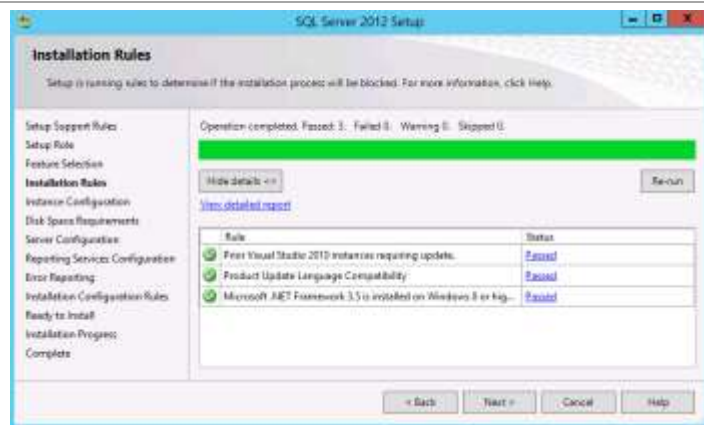 SQL Server 2012 Setup
Installation Rules
Setup is running rules to determine if the installation process will be blocked. For more information, click Help.
Setup Support Rules
Setup Role
Feature Selection
Installation Rules
Instance Configuration
Disk Space Requirements
Server Configuration
Reporting Services Configuration
Error Reporting
Installation Configuration Rules
Ready to Install
Installation Progress
Complete
Operation completed. Passed: 3. Failed 0. Warning 0. Skipped 0.
Hide details <<
Re-run
View detailed report
Rule Status
Prior Visual Studio 2010 instances requiring update. Passed
Product Update Language Compatibility Passed
Microsoft .NET Framework 3.5 is installed on Windows 8 or hig... Passed
< Back Next > Cancel Help